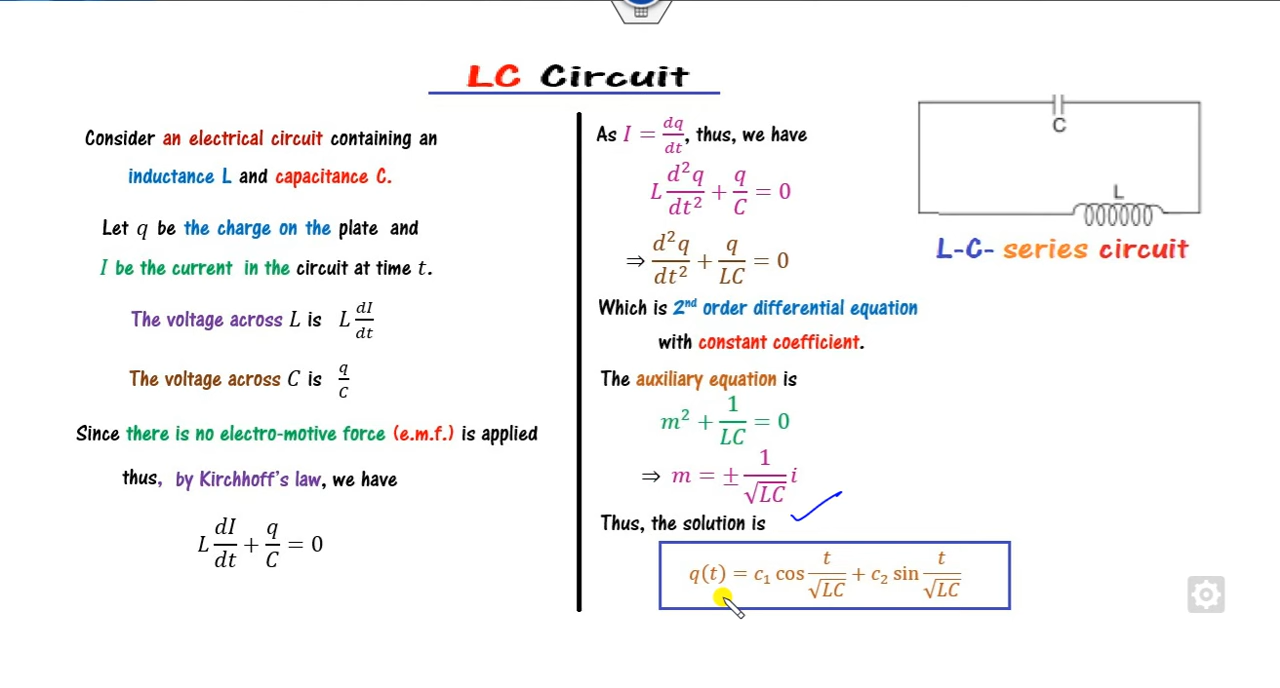 LC Circuit
Consider an electrical circuit containing an
inductance L and capacitance C.
Let q be the charge on the plate and
I be the current in the circuit at time t.
The voltage across L is L dI/dt
The voltage across C is q/C
Since there is no electro-motive force (e.m.f.) is applied
thus, by Kirchhoff's law, we have
L dI/dt + q/C = 0
As I = dq/dt, thus, we have
L d²q/dt² + q/C = 0
⇒ d²q/dt² + q/LC = 0
Which is 2nd order differential equation
with constant coefficient.
The auxiliary equation is
m² + 1/LC = 0
⇒ m = ± 1/√LC i
Thus, the solution is
q(t) = c₁ cos t/√LC + c₂ sin t/√LC
C
L
L-C- series circuit